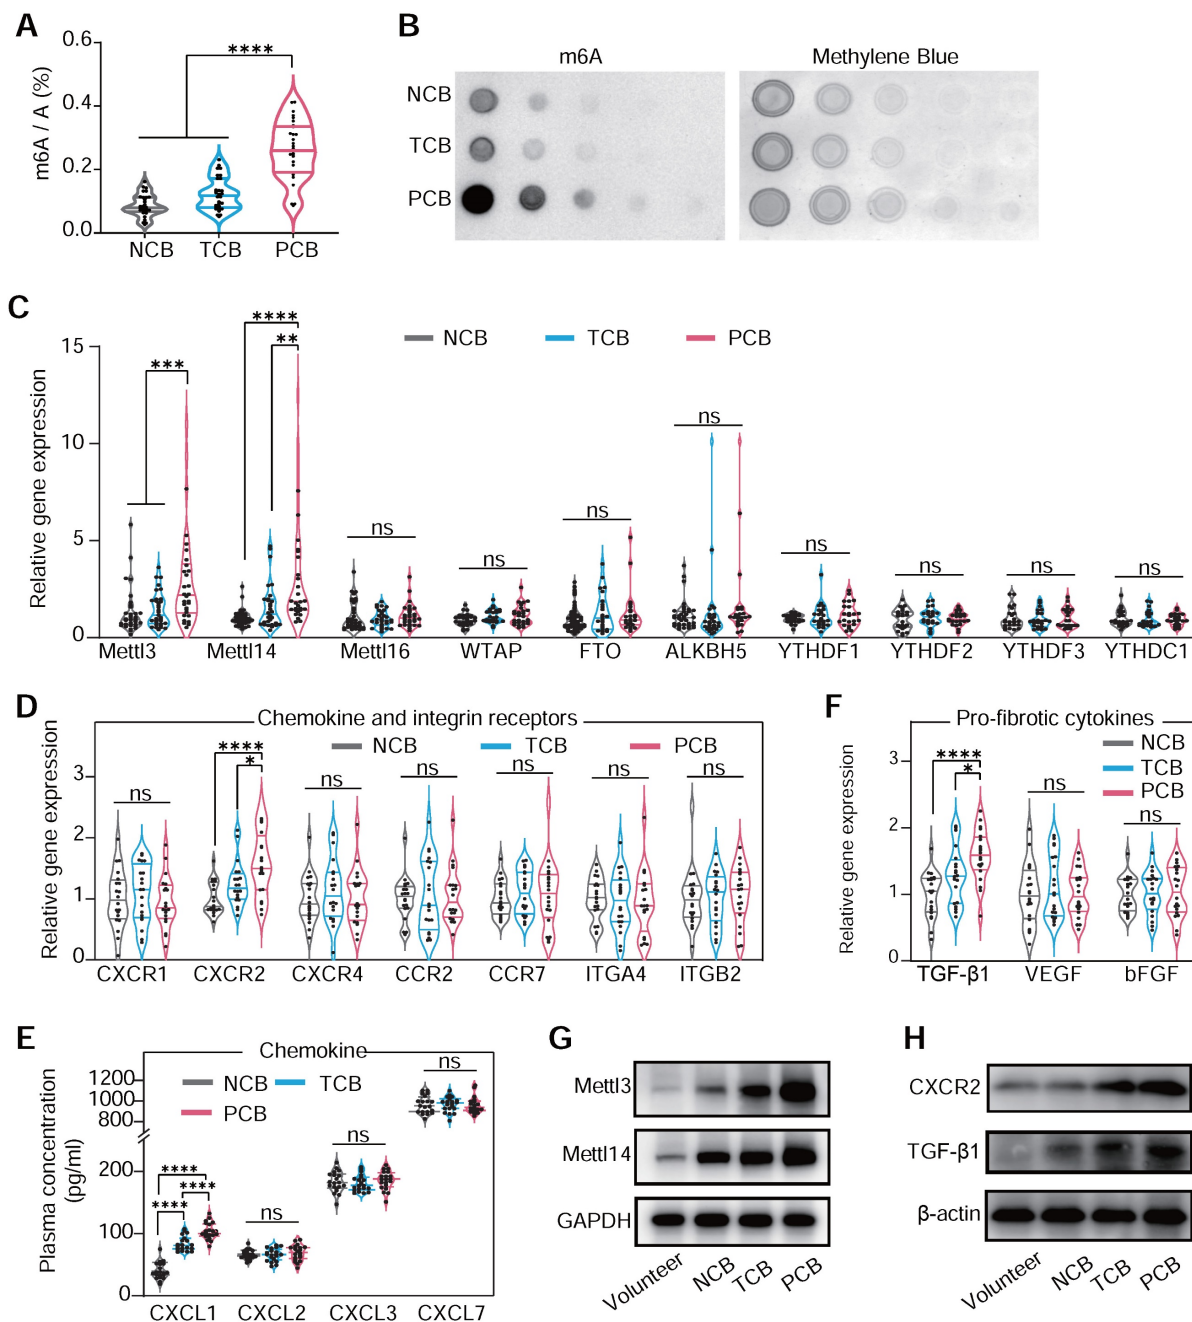 A
0.6
0.4
0.2
0.0
m6A / A (%)
****
NCB TCB PCB
B
m6A
Methylene Blue
NCB
TCB
PCB
C
15
10
5
0
Relative gene expression
NCB TCB PCB
***
****
**
ns
ns
ns
ns
ns
ns
ns
ns
Mettl3 Mettl14 Mettl16 WTAP FTO ALKBH5 YTHDF1 YTHDF2 YTHDF3 YTHDC1
D
Chemokine and integrin receptors
NCB TCB PCB
3
2
1
0
Relative gene expression
ns
****
*
ns
ns
ns
ns
ns
CXCR1 CXCR2 CXCR4 CCR2 CCR7 ITGA4 ITGB2
F
Pro-fibrotic cytokines
NCB
TCB
PCB
3
2
1
0
Relative gene expression
****
*
ns
ns
TGF-β1 VEGF bFGF
E
Chemokine
NCB TCB
PCB
1200
1000
800
200
100
0
Plasma concentration
(pg/ml)
****
****
****
ns
ns
ns
CXCL1 CXCL2 CXCL3 CXCL7
G
Mettl3
Mettl14
GAPDH
Volunteer NCB TCB PCB
H
CXCR2
TGF-β1
β-actin
Volunteer NCB TCB PCB